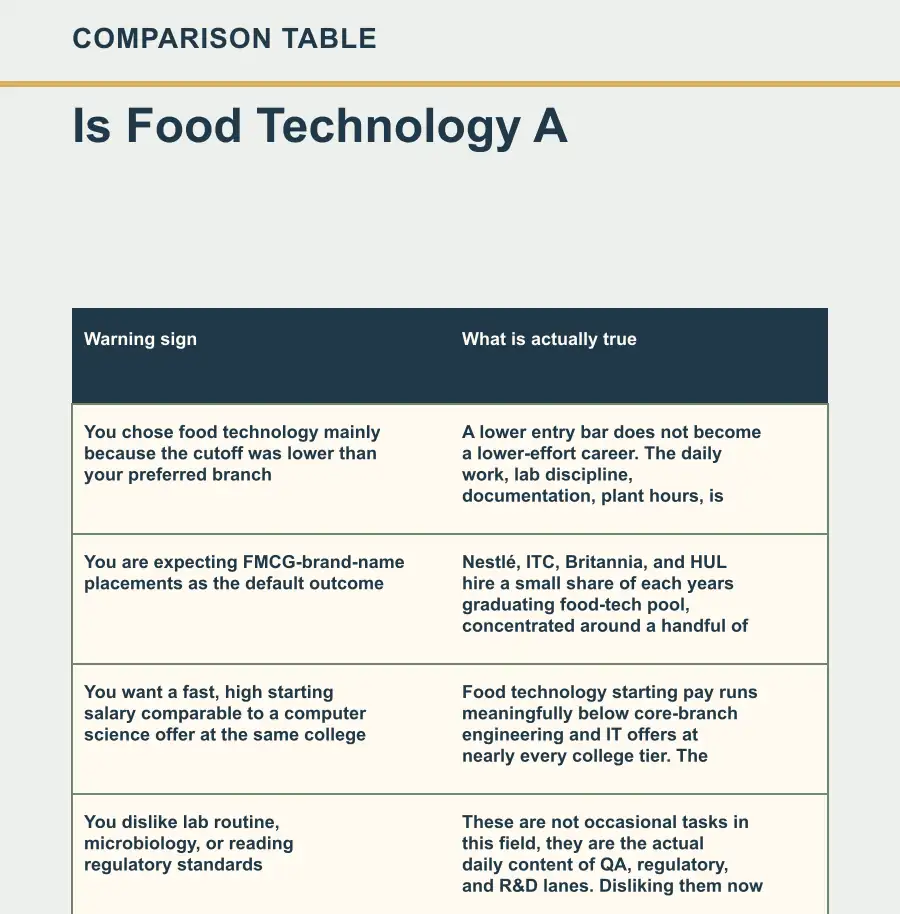 COMPARISON TABLE
Is Food Technology A
Warning sign
What is actually true
You chose food technology mainly
because the cutoff was lower than
your preferred branch
A lower entry bar does not become
a lower-effort career. The daily
work, lab discipline,
documentation, plant hours, is
You are expecting FMCG-brand-name
placements as the default outcome
Nestlé, ITC, Britannia, and HUL
hire a small share of each years
graduating food-tech pool,
concentrated around a handful of
You want a fast, high starting
salary comparable to a computer
science offer at the same college
Food technology starting pay runs
meaningfully below core-branch
engineering and IT offers at
nearly every college tier. The
You dislike lab routine,
microbiology, or reading
regulatory standards
These are not occasional tasks in
this field, they are the actual
daily content of QA, regulatory,
and R&D lanes. Disliking them now